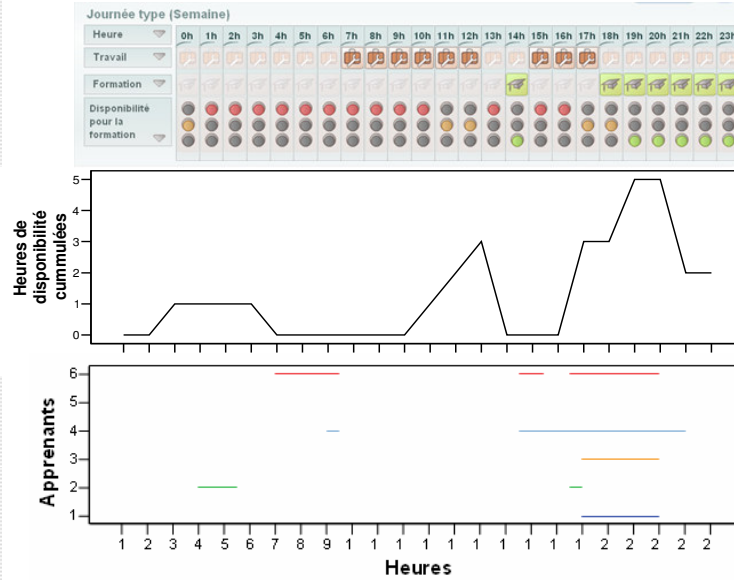 Journée type (Semaine)
Heure 0h 1h 2h 3h 4h 5h 6h 7h 8h 9h 10h 11h 12h 13h 14h 15h 16h 17h 18h 19h 20h 21h 22h 23h
Travail
Formation
Disponibilité
pour la
formation
Heures de
disponibilité
cummulées
5
4
3
2
1
0
Apprenants
6
5
4
3
2
1
1 2 3 4 5 6 7 8 9 1 1 1 1 1 1 1 1 1 1 2 2 2 2 2
Heures